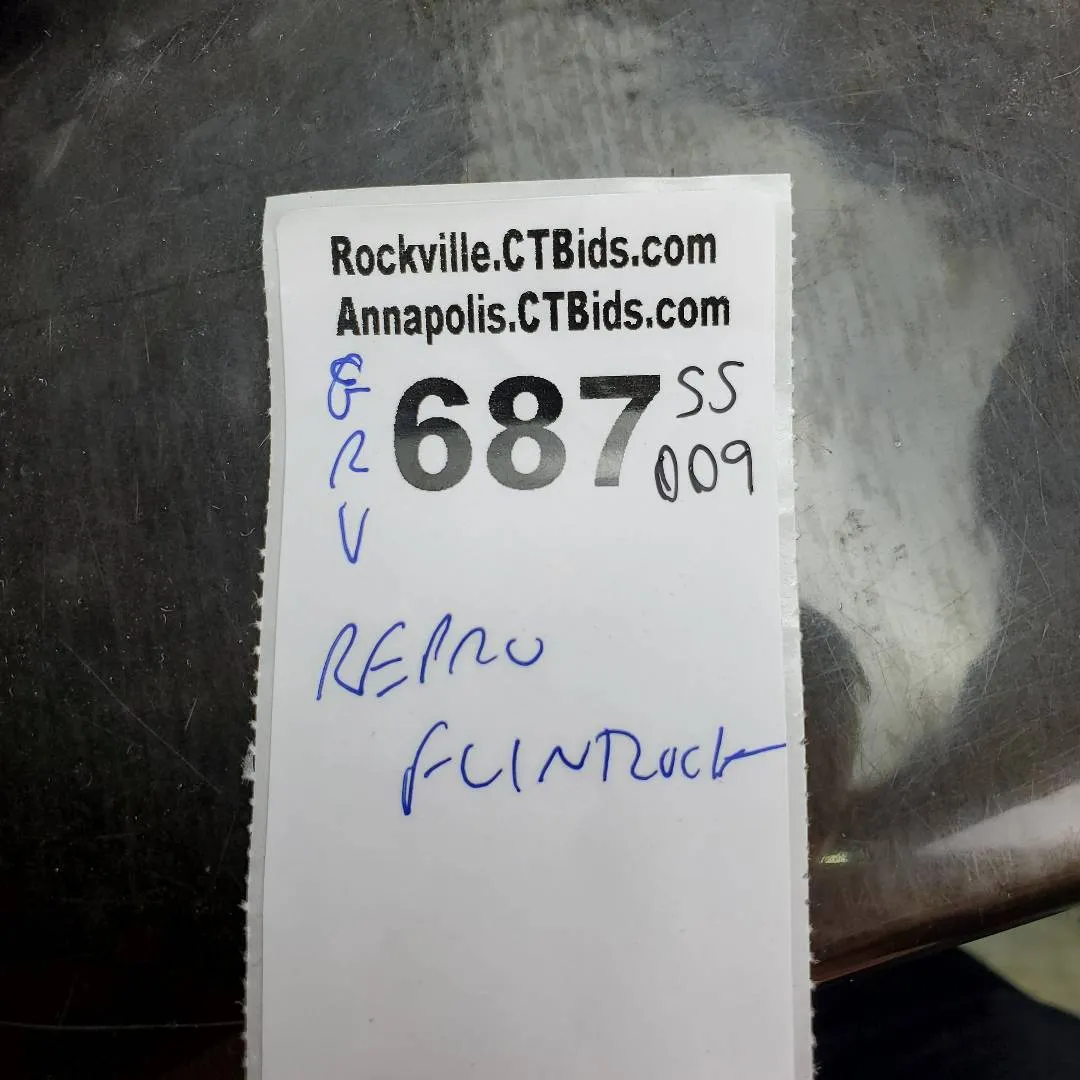 Rockville.CTBids.com
Annapolis.CTBids.com
G
R
V
687
SS
009
REPRO
FLINTLOCK